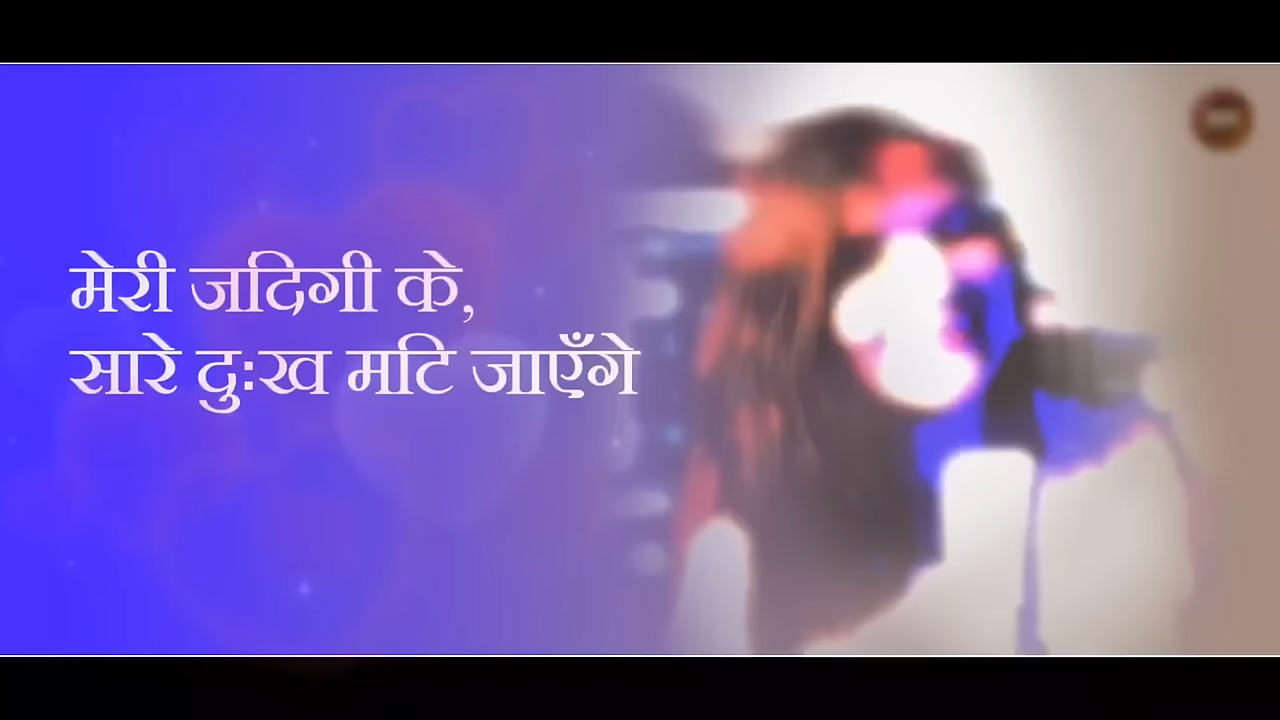 मेरी जदिगी के,
सारे दुःख मटि जाएँगे